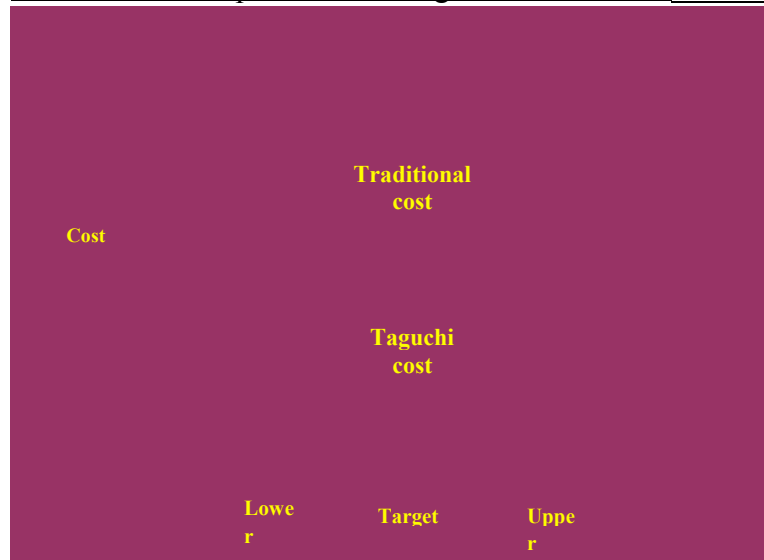 Traditional
cost
Cost
Taguchi
cost
Lowe
r
Target
Uppe
r